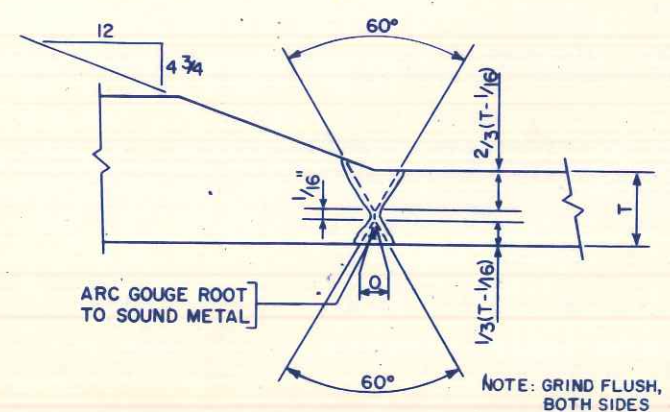 12
4 3/4
60°
2/3(T-1/16)
1/16"
T
ARC GOUGE ROOT
TO SOUND METAL
0
1/3(T-1/16)
60°
NOTE: GRIND FLUSH,
BOTH SIDES